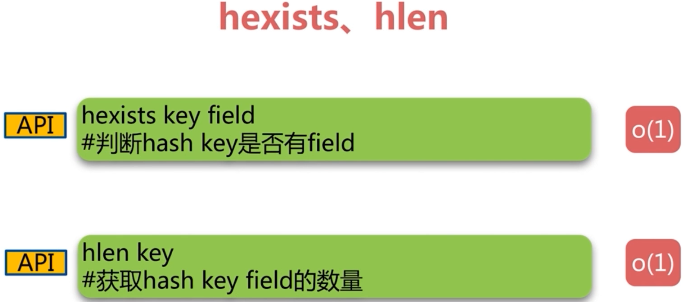 hexists、hlen
API
hexists key field
#判断hash key是否有field
o(1)
API
hlen key
#获取hash key field的数量
o(1)